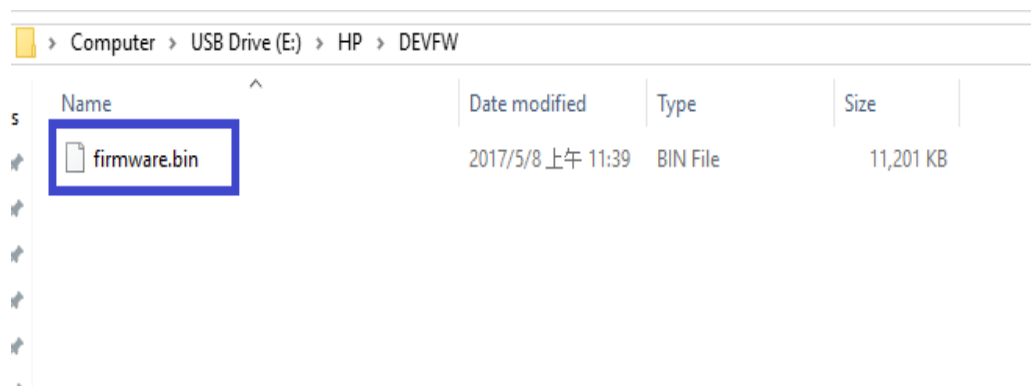 > Computer > USB Drive (E:) > HP > DEVFW
Name Date modified Type Size
s
firmware.bin 2017/5/8 上午 11:39 BIN File 11,201 KB